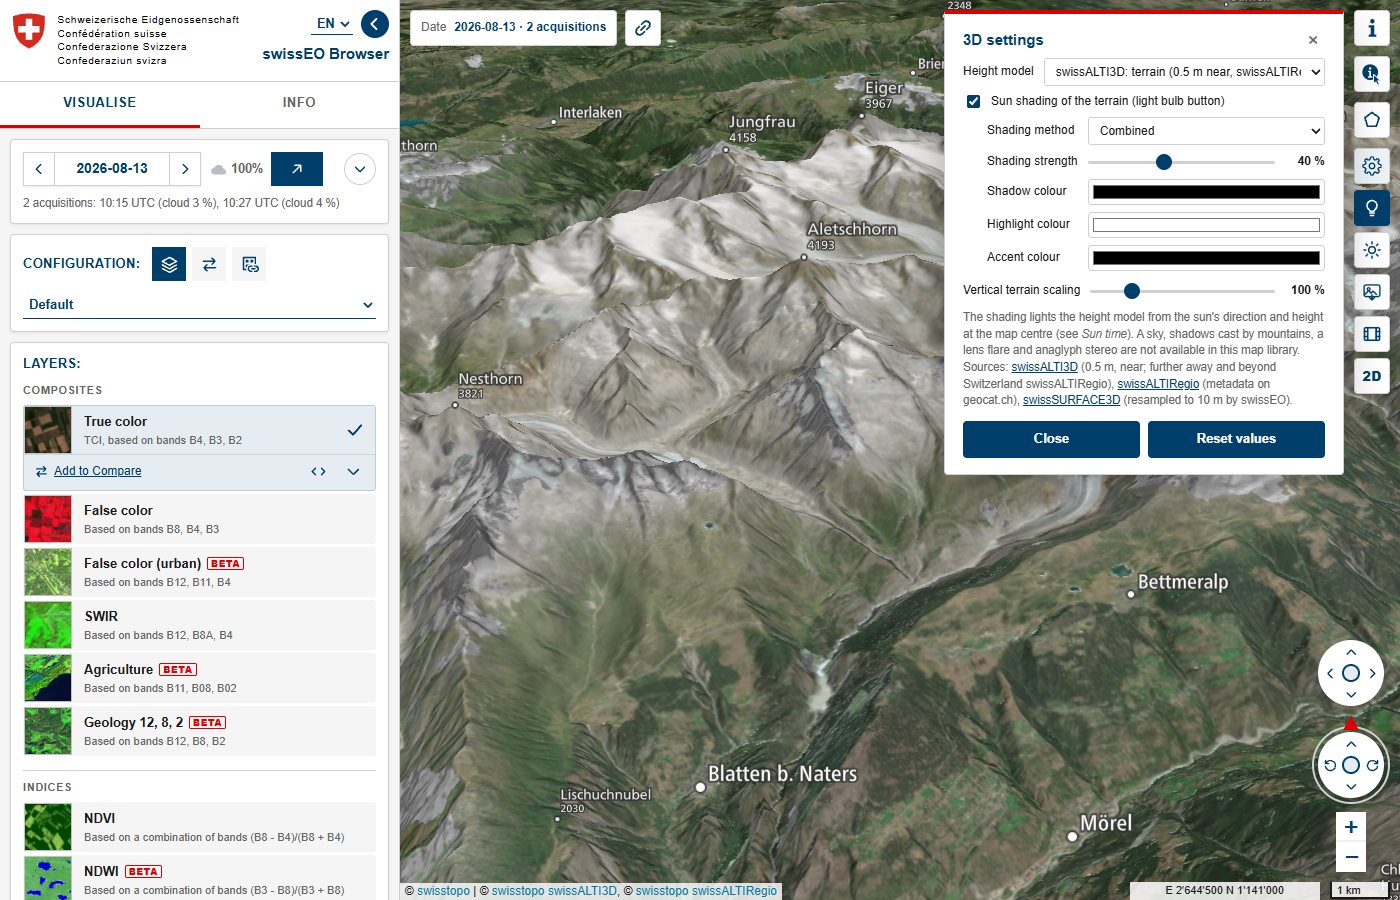 Schweizerische Eidgenossenschaft
Confédération suisse
Confederazione Svizzera
Confederaziun svizra
EN
swissEO Browser
VISUALISE
INFO
2026-08-13
100%
2 acquisitions: 10:15 UTC (cloud 3 %), 10:27 UTC (cloud 4 %)
CONFIGURATION:
Default
LAYERS:
COMPOSITES
True color
TCI, based on bands B4, B3, B2
Add to Compare
False color
Based on bands B8, B4, B3
False color (urban) BETA
Based on bands B12, B11, B4
SWIR
Based on bands B12, B8A, B4
Agriculture BETA
Based on bands B11, B08, B02
Geology 12, 8, 2 BETA
Based on bands B12, B8, B2
INDICES
NDVI
Based on a combination of bands (B8 - B4)/(B8 + B4)
NDWI BETA
Based on a combination of bands (B3 - B8)/(B3 + B8)
Date 2026-08-13 · 2 acquisitions
2348
Brien
Eiger
3967
Interlaken
Jungfrau
4158
thorn
Aletschhorn
4193
Nesthorn
3821
Bettmeralp
Blatten b. Naters
Lischuchnubel
2030
Mörel
3D settings
Height model
swissALTI3D: terrain (0.5 m near, swissALTIR
Sun shading of the terrain (light bulb button)
Shading method
Combined
Shading strength
40 %
Shadow colour
Highlight colour
Accent colour
Vertical terrain scaling
100 %
The shading lights the height model from the sun's direction and height
at the map centre (see Sun time). A sky, shadows cast by mountains, a
lens flare and anaglyph stereo are not available in this map library.
Sources: swissALTI3D (0.5 m, near; further away and beyond
Switzerland swissALTIRegio), swissALTIRegio (metadata on
geocat.ch), swissSURFACE3D (resampled to 10 m by swissEO).
Close
Reset values
2D
© swisstopo | © swisstopo swissALTI3D, © swisstopo swissALTIRegio
E 2'644'500 N 1'141'000
1 km